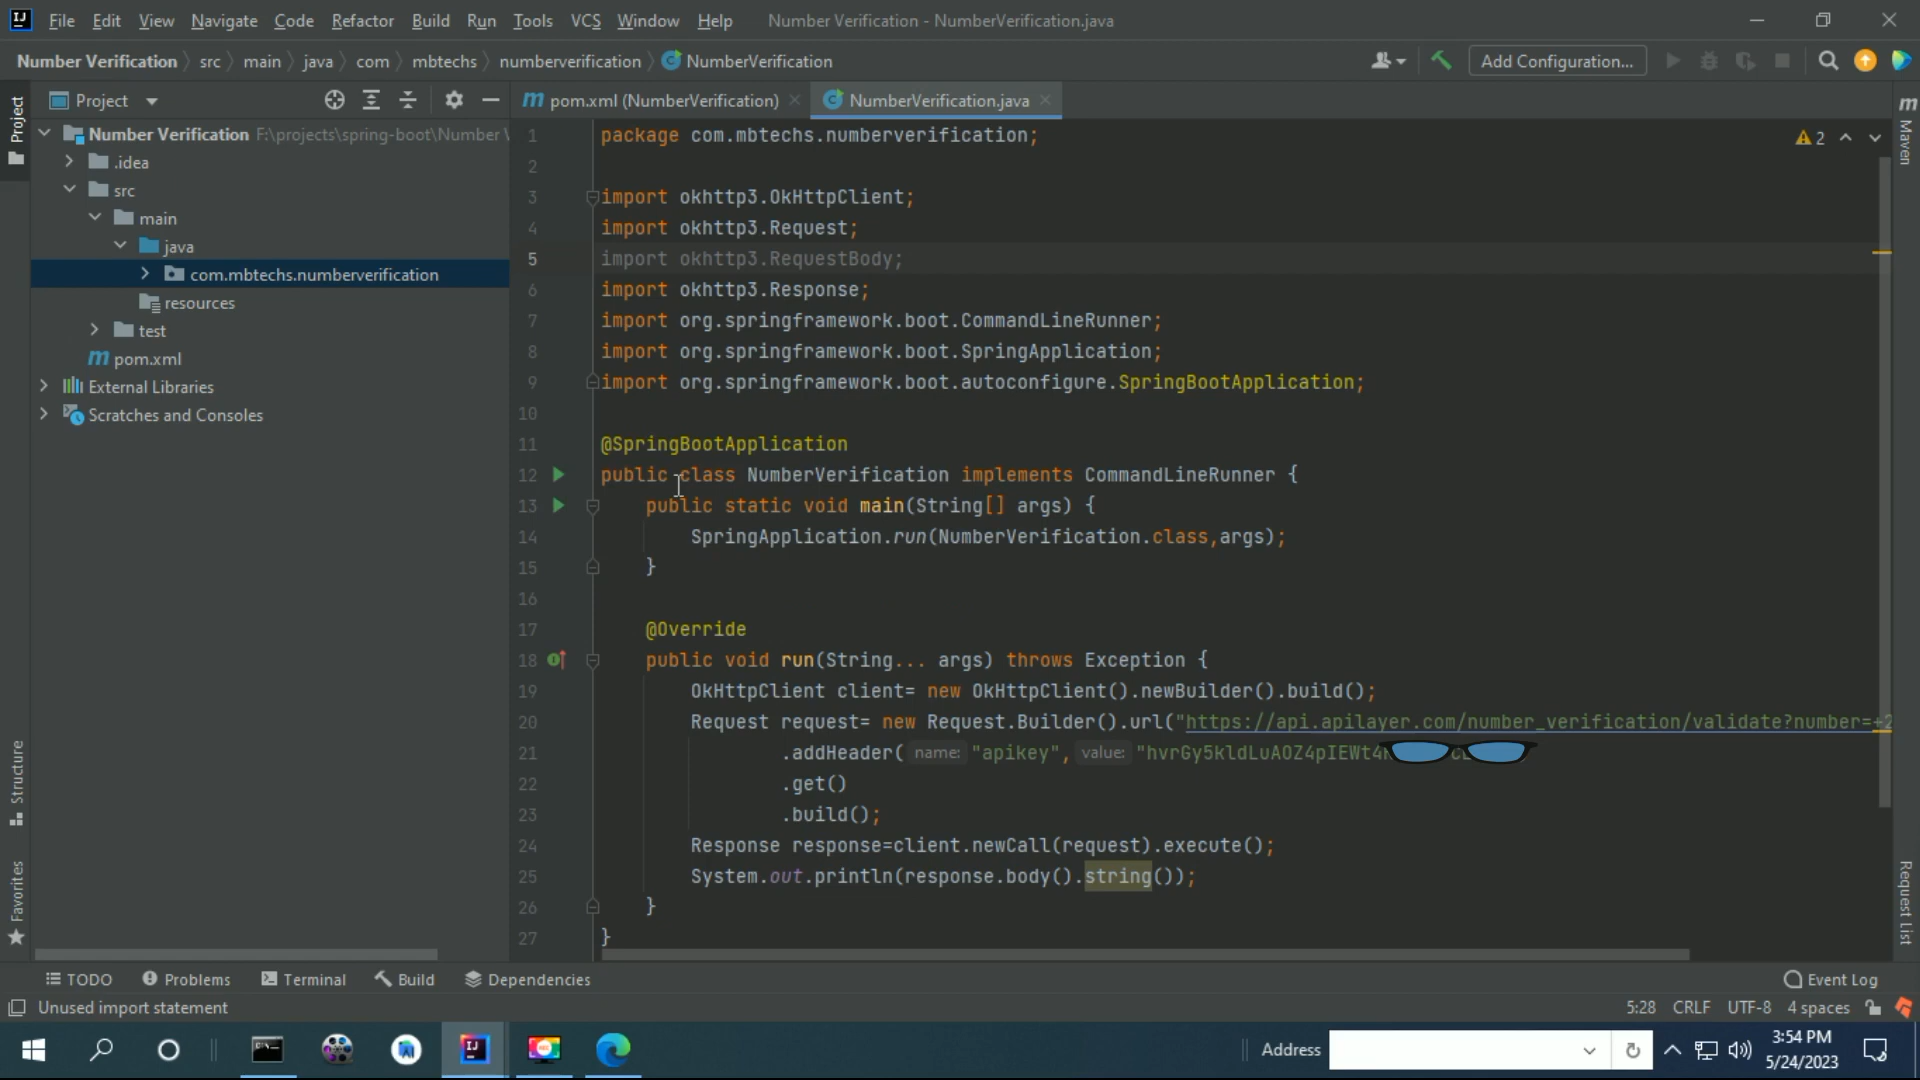 File Edit View Navigate Code Refactor Build Run Tools VCS Window Help Number Verification - NumberVerification.java
Number Verification src main java com mbtechs numberverification NumberVerification Add Configuration...
Project
pom.xml (NumberVerification) NumberVerification.java
Number Verification F:\projects\spring-boot\Number
.idea
src
main
java
com.mbtechs.numberverification
resources
test
pom.xml
External Libraries
Scratches and Consoles
1 package com.mbtechs.numberverification;
2
3 import okhttp3.OkHttpClient;
4 import okhttp3.Request;
5 import okhttp3.RequestBody;
6 import okhttp3.Response;
7 import org.springframework.boot.CommandLineRunner;
8 import org.springframework.boot.SpringApplication;
9 import org.springframework.boot.autoconfigure.SpringBootApplication;
10
11 @SpringBootApplication
12 public class NumberVerification implements CommandLineRunner {
13 public static void main(String[] args) {
14 SpringApplication.run(NumberVerification.class,args);
15 }
16
17 @Override
18 public void run(String... args) throws Exception {
19 OkHttpClient client= new OkHttpClient().newBuilder().build();
20 Request request= new Request.Builder().url("https://api.apilayer.com/number_verification/validate?number=+2
21 .addHeader( name: "apikey", value: "hvrGy5kldLuAOZ4pIEWt4
22 .get()
23 .build();
24 Response response=client.newCall(request).execute();
25 System.out.println(response.body().string());
26 }
27 }
2
Project
Structure
Favorites
Maven
Request List
TODO Problems Terminal Build Dependencies Event Log
Unused import statement 5:28 CRLF UTF-8 4 spaces
Address
3:54 PM
5/24/2023